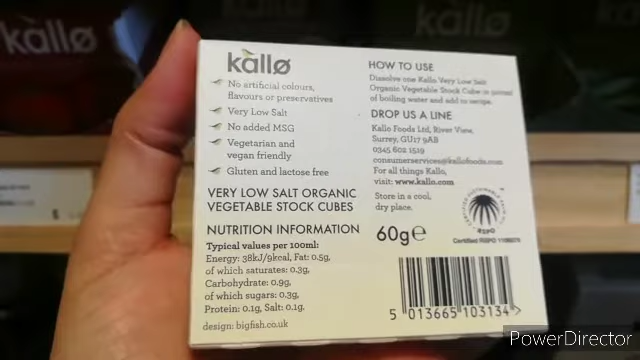 kallø
kallø
No artificial colours,
flavours or preservatives
Very Low Salt
No added MSG
Vegetarian and
vegan friendly
Gluten and lactose free
VERY LOW SALT ORGANIC
VEGETABLE STOCK CUBES
NUTRITION INFORMATION
Typical values per 100ml:
Energy: 38kJ/9kcal, Fat: 0.5g,
of which saturates: 0.3g,
Carbohydrate: 0.9g,
of which sugars: 0.3g,
Protein: 0.1g, Salt: 0.1g.
design: bigfish.co.uk
HOW TO USE
Dissolve one Kallo Very Low Salt
Organic Vegetable Stock Cube in
of boiling water and add to recipe.
DROP US A LINE
Kallo Foods Ltd, River View,
Surrey, GU17 9AB
0345 602 1519
consumerservices@kallofoods.com
For all things Kallo,
visit: www.kallo.com
Store in a cool,
dry place.
60g℮
RSPO
Certified RSPO
5 013665 103134 >
PowerDirector